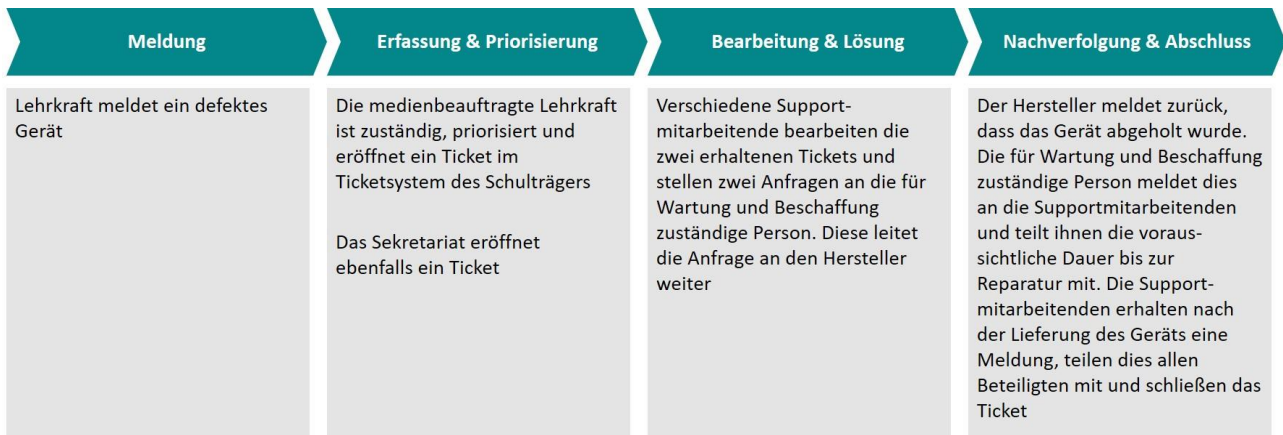 Meldung
Erfassung & Priorisierung
Bearbeitung & Lösung
Nachverfolgung & Abschluss
Lehrkraft meldet ein defektes
Gerät
Die medienbeauftragte Lehrkraft
ist zuständig, priorisiert und
eröffnet ein Ticket im
Ticketsystem des Schulträgers
Das Sekretariat eröffnet
ebenfalls ein Ticket
Verschiedene Support-
mitarbeitende bearbeiten die
zwei erhaltenen Tickets und
stellen zwei Anfragen an die für
Wartung und Beschaffung
zuständige Person. Diese leitet
die Anfrage an den Hersteller
weiter
Der Hersteller meldet zurück,
dass das Gerät abgeholt wurde.
Die für Wartung und Beschaffung
zuständige Person meldet dies
an die Supportmitarbeitenden
und teilt ihnen die voraus-
sichtliche Dauer bis zur
Reparatur mit. Die Support-
mitarbeitenden erhalten nach
der Lieferung des Geräts eine
Meldung, teilen dies allen
Beteiligten mit und schließen das
Ticket